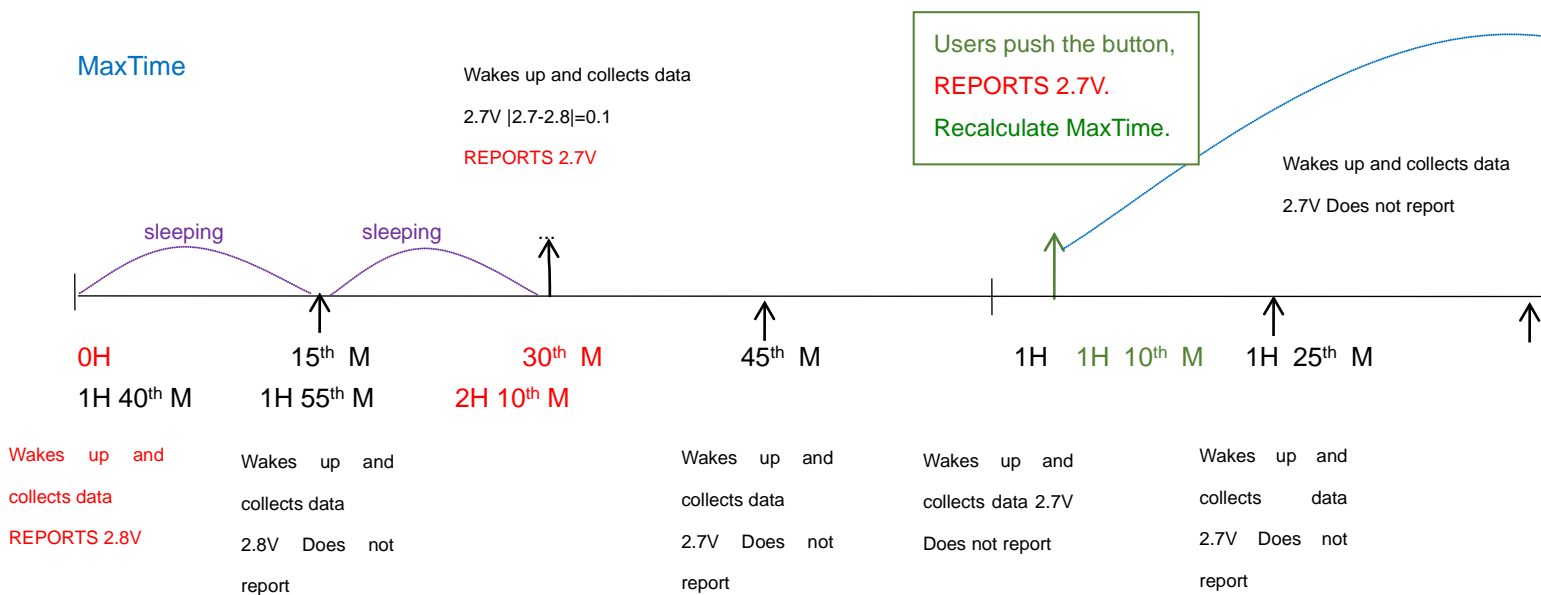 MaxTime
Wakes up and collects data
2.7V |2.7-2.8|=0.1
REPORTS 2.7V
Users push the button,
REPORTS 2.7V.
Recalculate MaxTime.
Wakes up and collects data
2.7V Does not report
sleeping
sleeping
...
0H 15th M 30th M 45th M 1H 1H 10th M 1H 25th M
1H 40th M 1H 55th M 2H 10th M
Wakes up and
collects data
REPORTS 2.8V
Wakes up and
collects data
2.8V Does not
report
Wakes up and
collects data
2.7V Does not
report
Wakes up and
collects data 2.7V
Does not report
Wakes up and
collects data
2.7V Does not
report